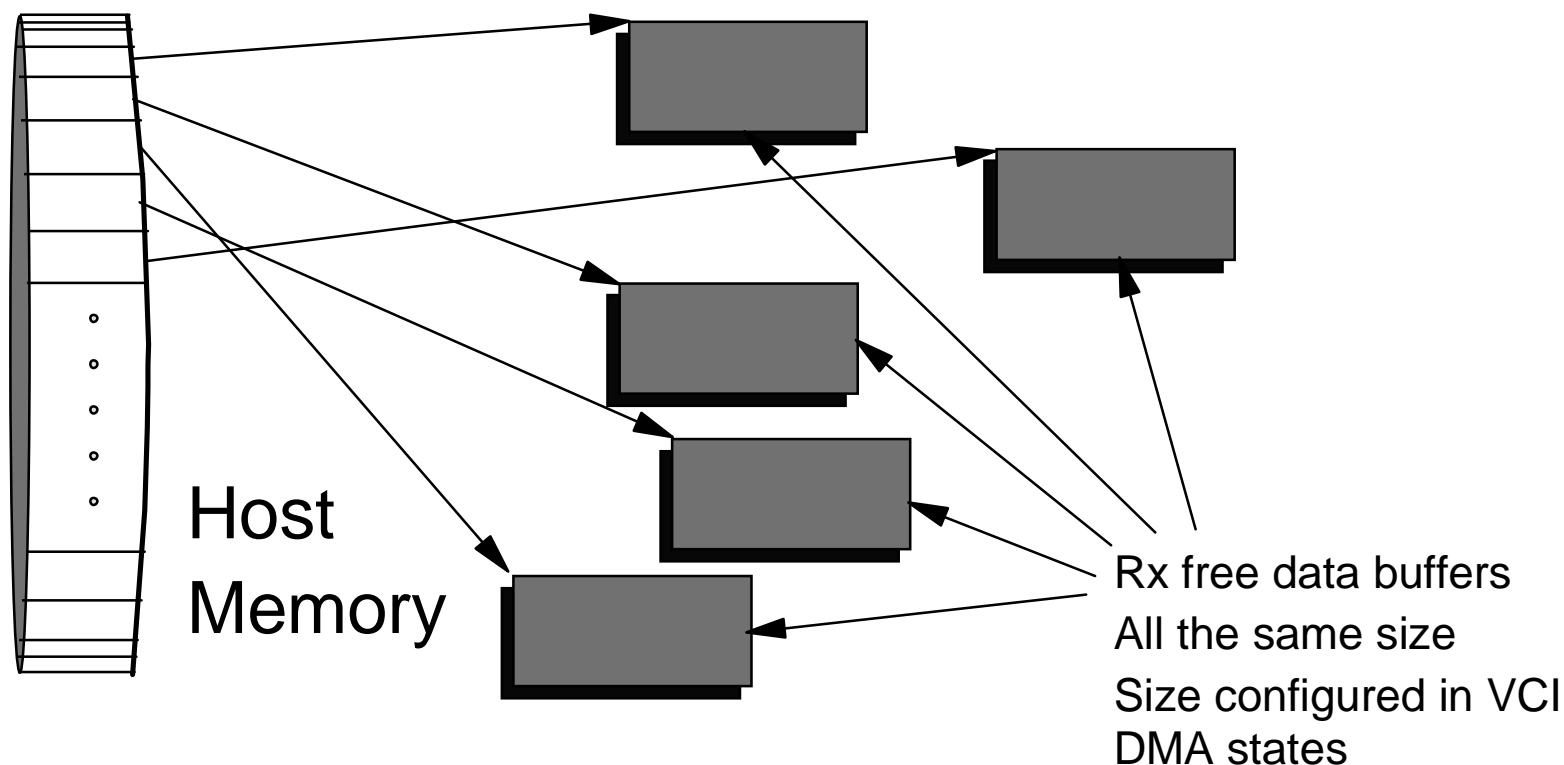 Host
Memory
Rx free data buffers
All the same size
Size configured in VCI
DMA states